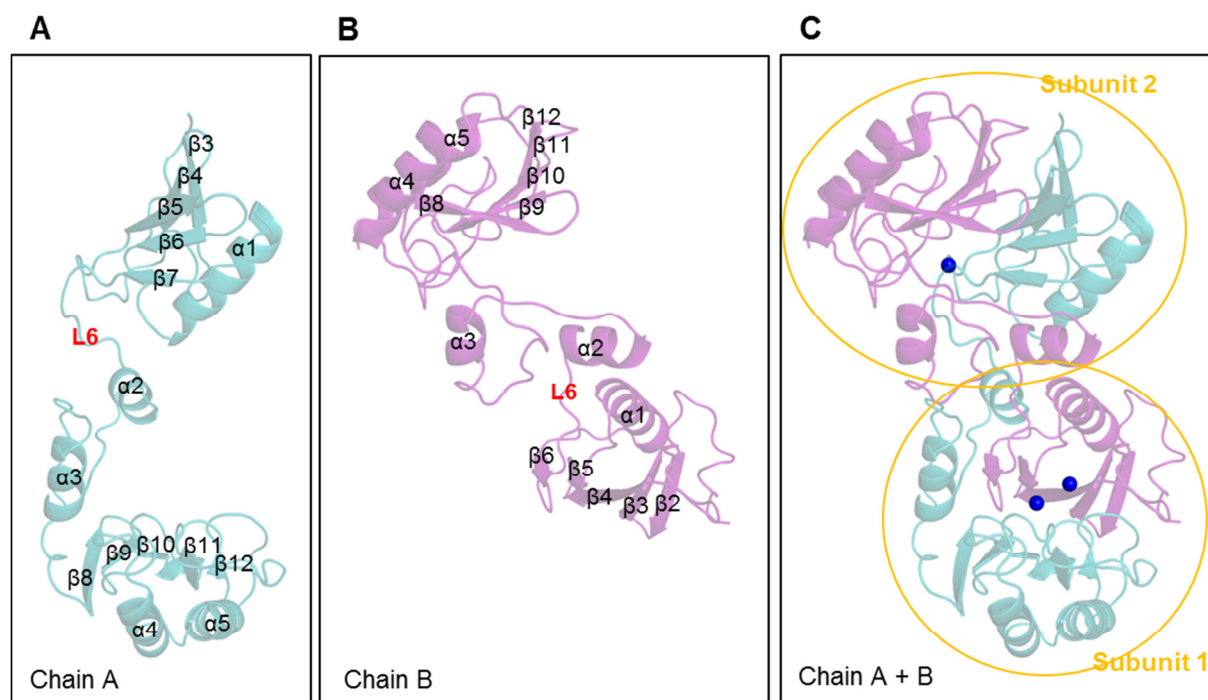 A
β3
β4
β5
β6
α1
β7
L6
α2
α3
β9 β10 β11
β12
β8
α4 α5
Chain A
B
β12
α5
β11
α4
β10
β8 β9
α3 α2
L6
α1
β6
β5
β4
β3 β2
Chain B
C
Subunit 2
Subunit 1
Chain A + B